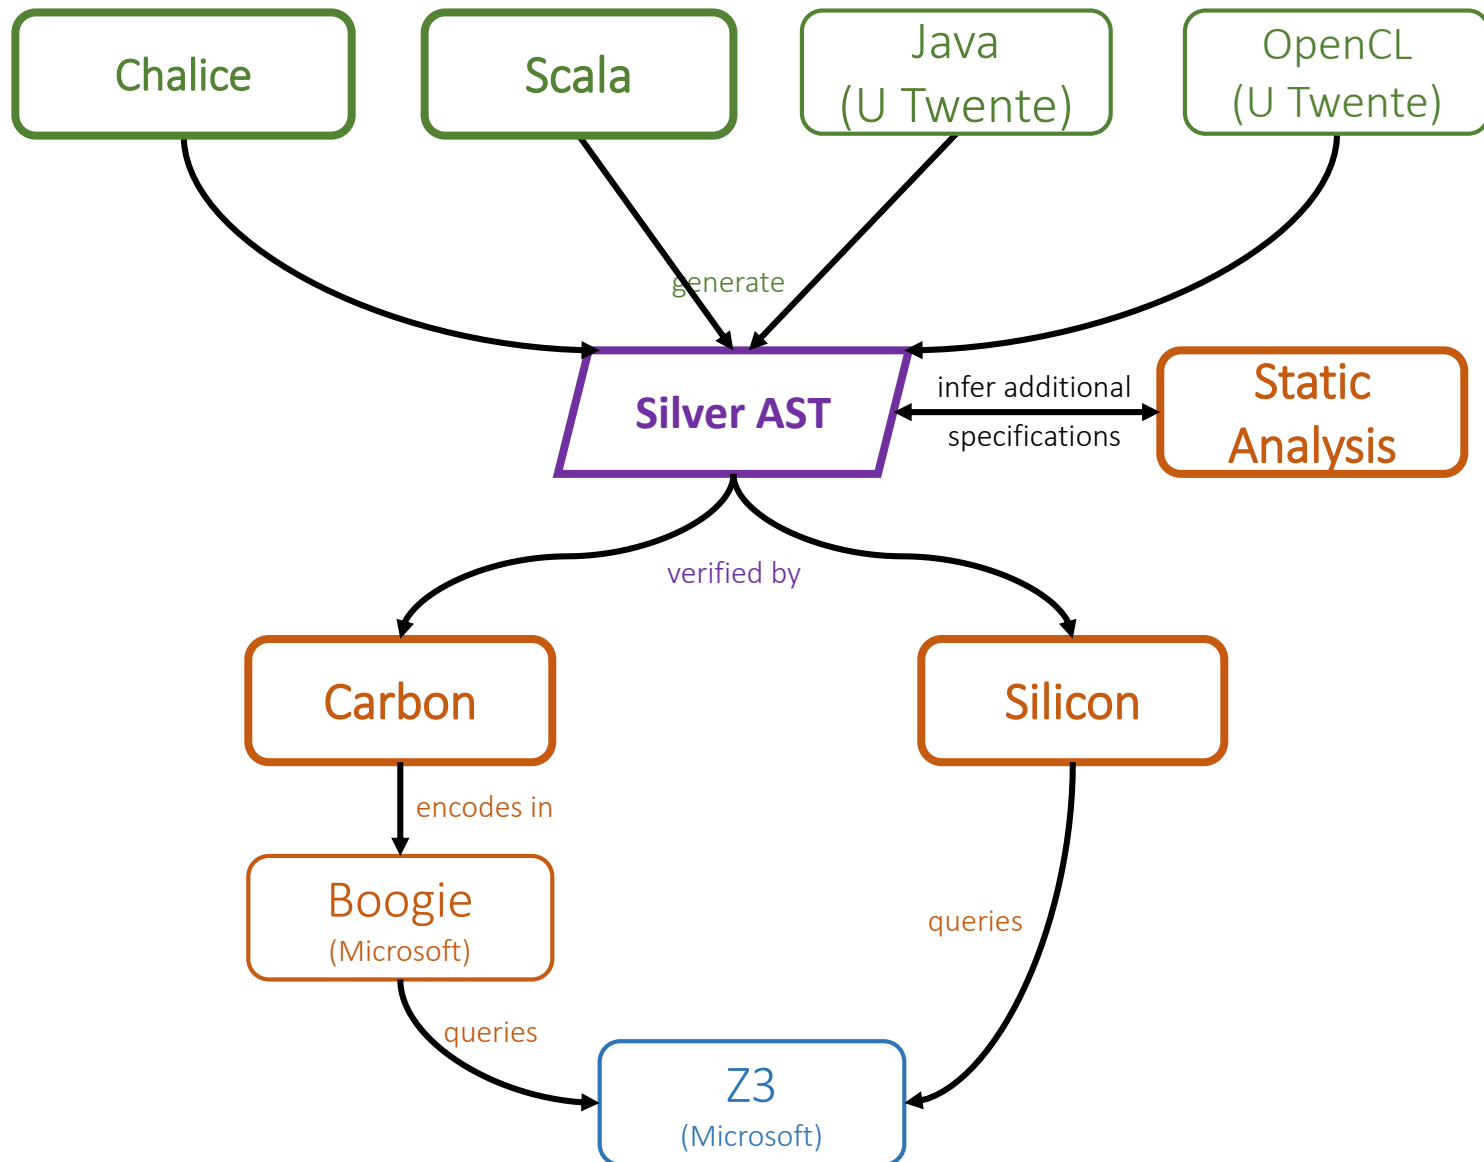 Chalice
Scala
Java
(U Twente)
OpenCL
(U Twente)
generate
Silver AST
infer additional
specifications
Static
Analysis
verified by
Carbon
Silicon
encodes in
Boogie
(Microsoft)
queries
queries
Z3
(Microsoft)